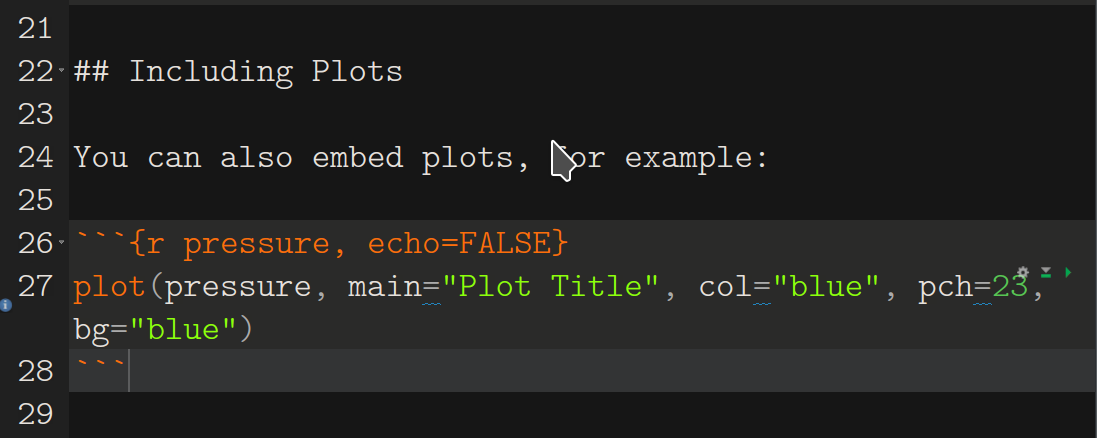 21
22 ## Including Plots
23
24 You can also embed plots, for example:
25
26 ```{r pressure, echo=FALSE}
27 plot(pressure, main="Plot Title", col="blue", pch=23,
bg="blue")
28 ```
29